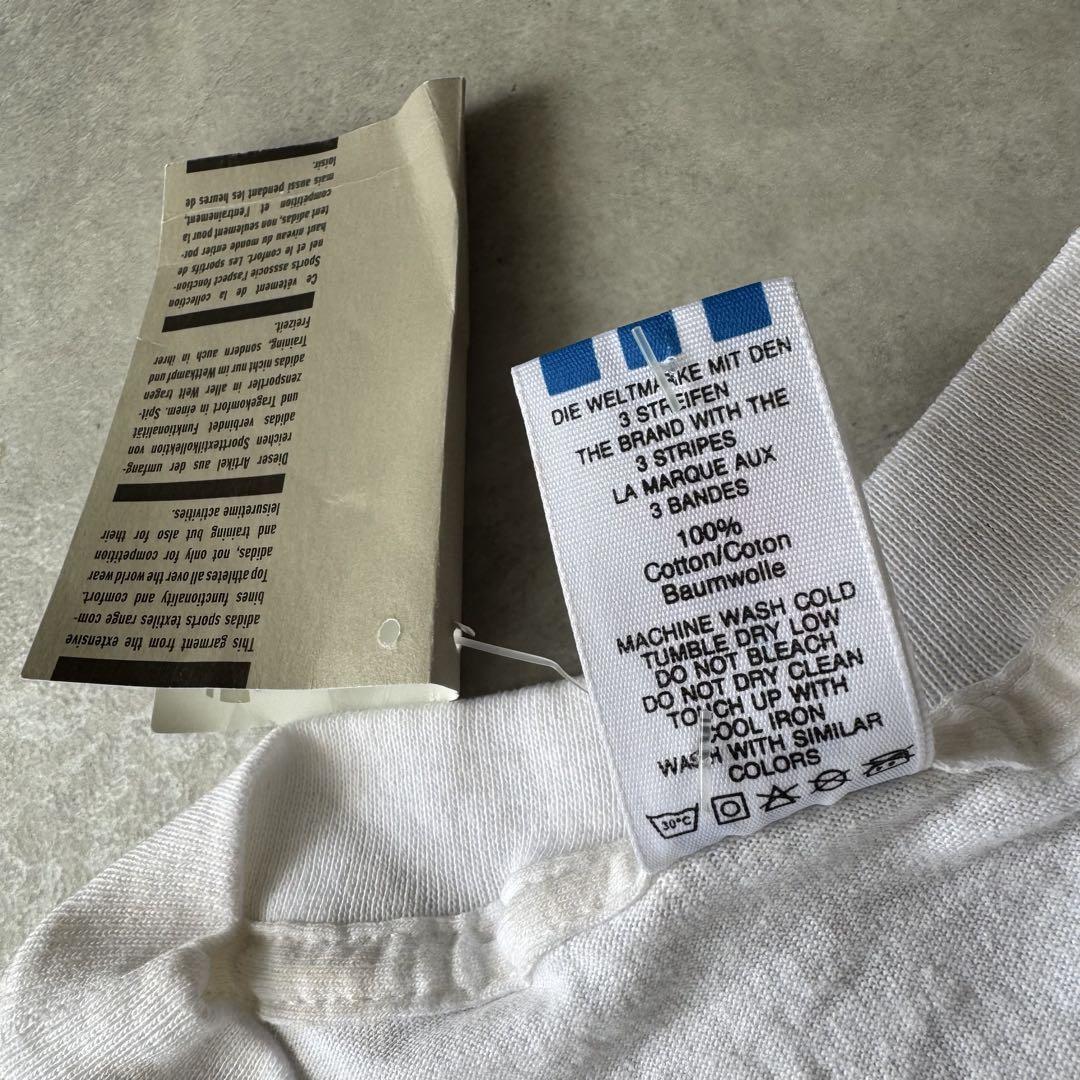 This garment from the extensive
adidas sports textiles range com-
bines functionality and comfort.
Top athletes all over the world wear
adidas, not only for competition
and training but also for their
leisuretime activities.
Dieser Artikel aus der umfang-
reichen Sporttextilkollektion von
adidas verbindet Funktionalität
und Tragekomfort in einem. Spit-
zensportler in aller Welt tragen
adidas nicht nur im Wettkampf und
Training, sondern auch in ihrer
Freizeit.
Ce vêtement de la collection
Sports asssocie l'aspect fonction-
nel et le confort. Les sportifs de
haut niveau du monde entier por-
tent adidas, non seulement pour la
compétition et l'entraînement,
mais aussi pendant les heures de
loisir.
DIE WELTMARKE MIT DEN
3 STREIFEN
THE BRAND WITH THE
3 STRIPES
LA MARQUE AUX
3 BANDES
100%
Cotton/Coton
Baumwolle
MACHINE WASH COLD
TUMBLE DRY LOW
DO NOT BLEACH
DO NOT DRY CLEAN
TOUCH UP WITH
COOL IRON
WASH WITH SIMILAR
COLORS
30°C